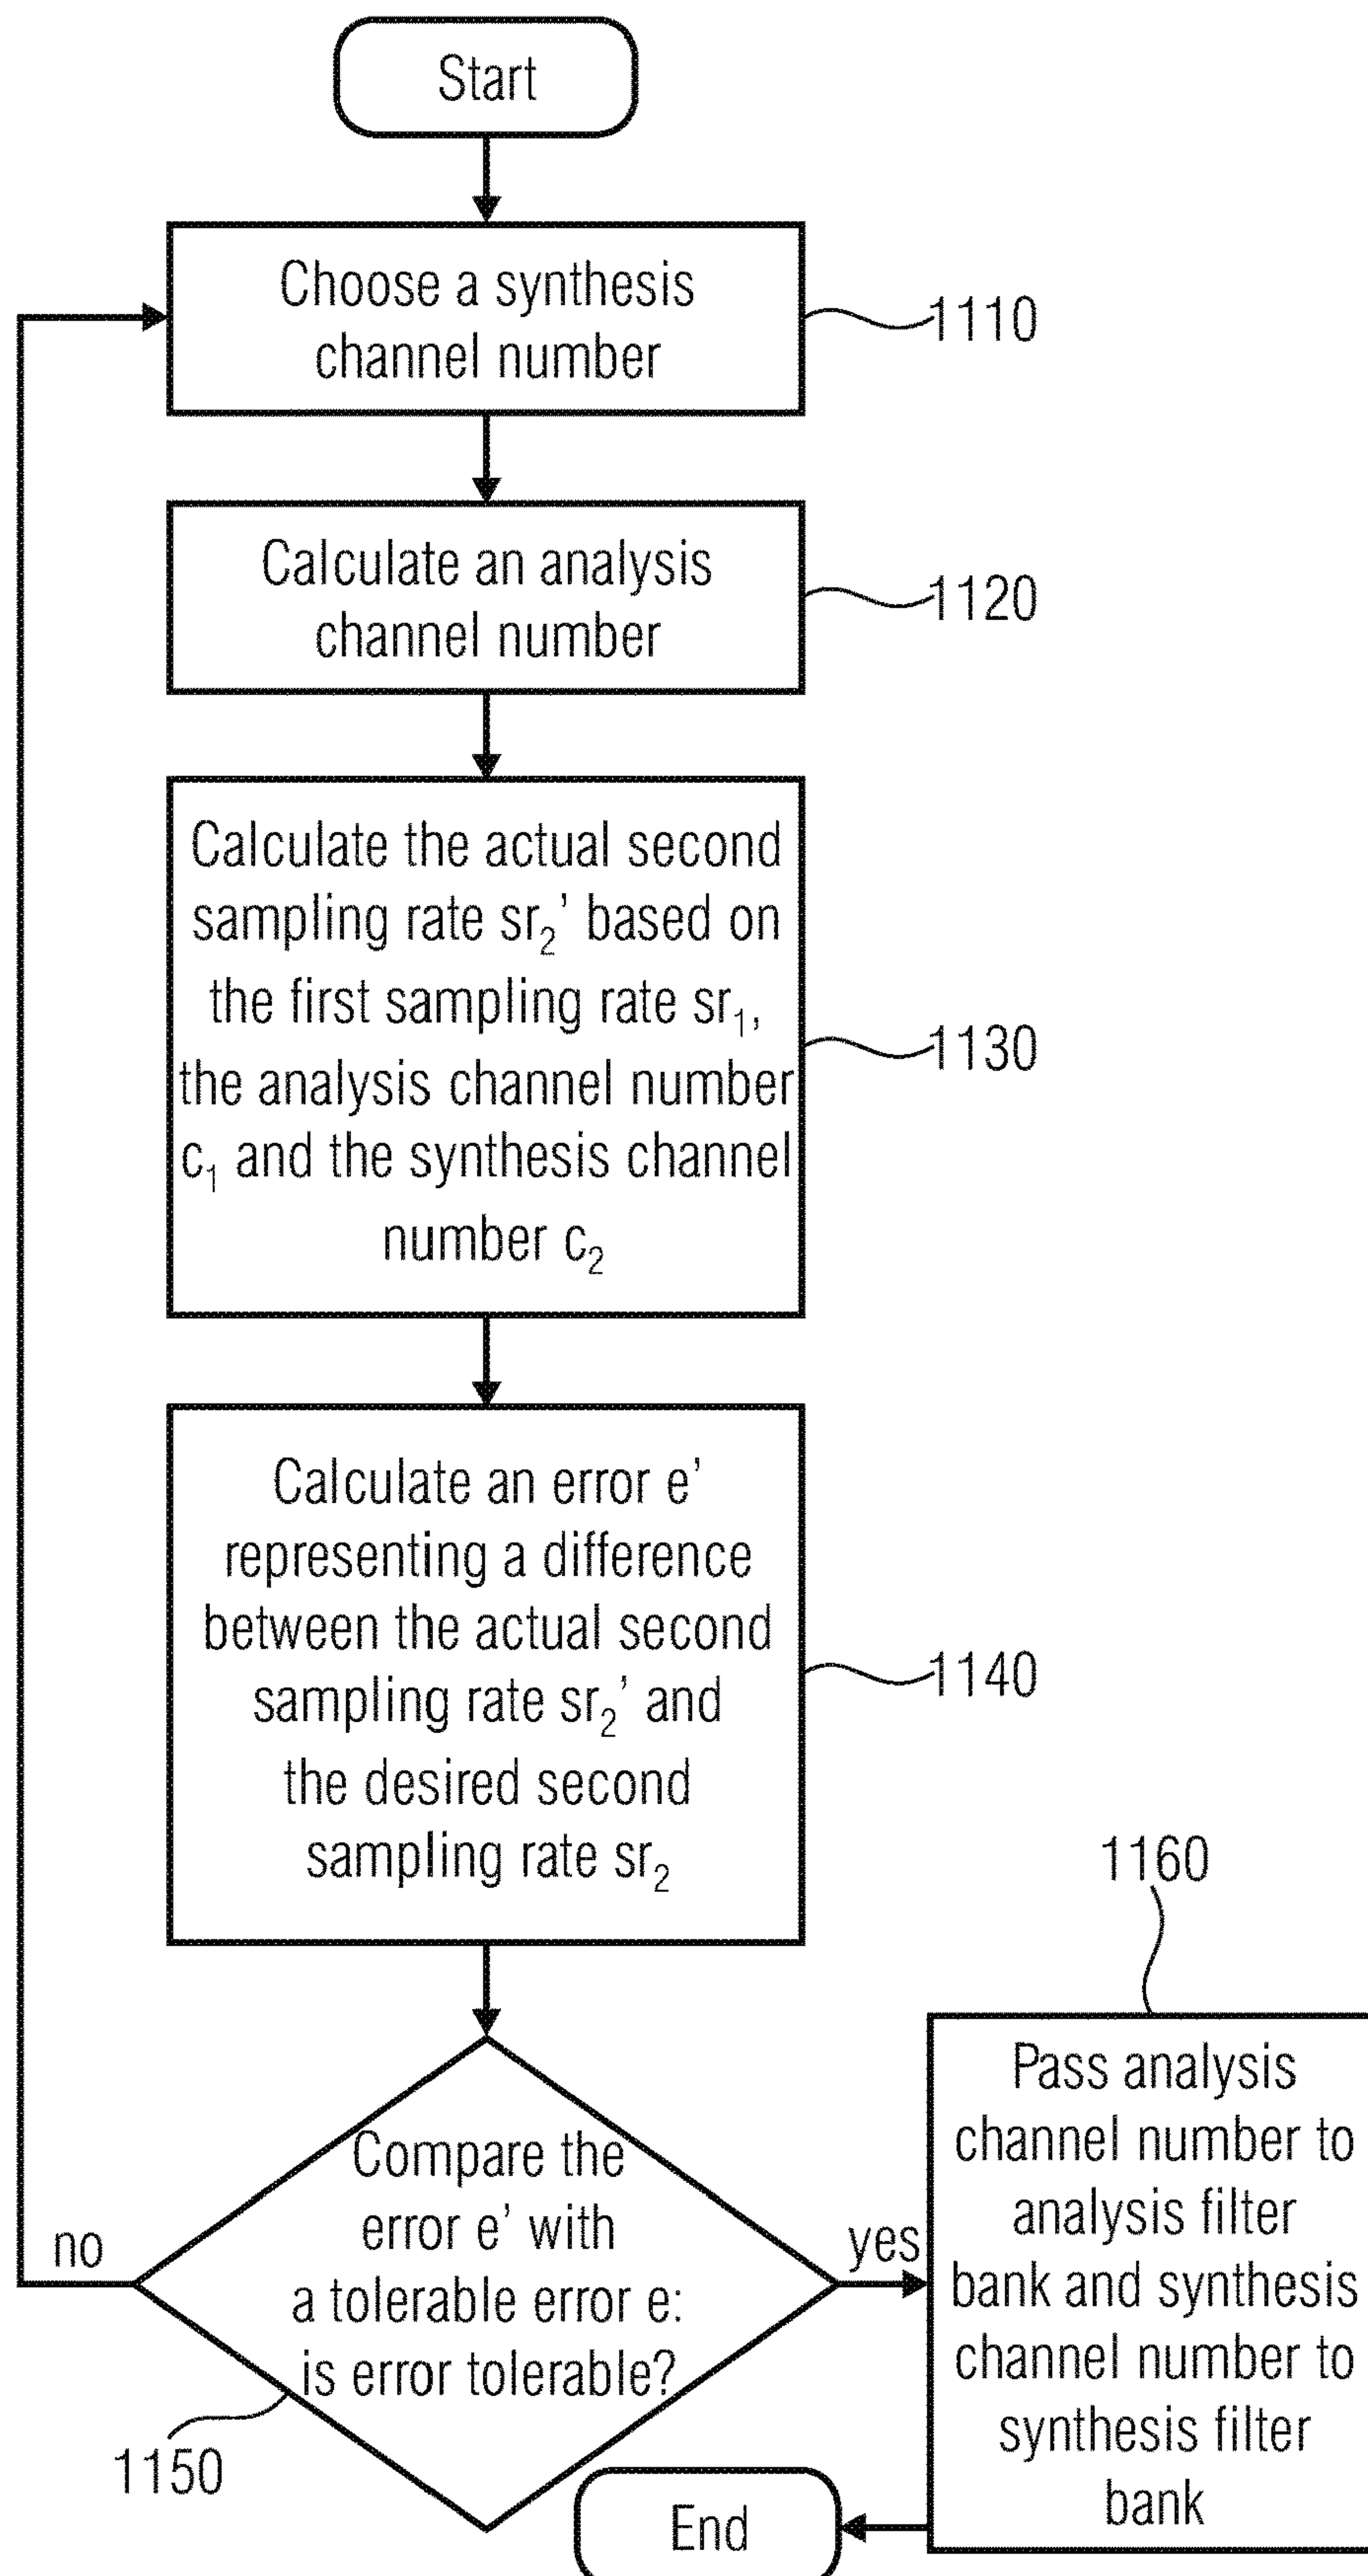 Start
Choose a synthesis
channel number
1110
Calculate an analysis
channel number
1120
Calculate the actual second
sampling rate sr₂’ based on
the first sampling rate sr₁,
the analysis channel number
c₁ and the synthesis channel
number c₂
1130
Calculate an error e’
representing a difference
between the actual second
sampling rate sr₂’ and
the desired second
sampling rate sr₂
1140
Compare the
error e’ with
a tolerable error e:
is error tolerable?
1150
no
yes
1160
Pass analysis
channel number to
analysis filter
bank and synthesis
channel number to
synthesis filter
bank
End